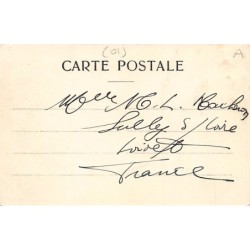 (01)
A
CARTE POSTALE
Mlle M. L.
Sully s/ Loire
Loiret
France